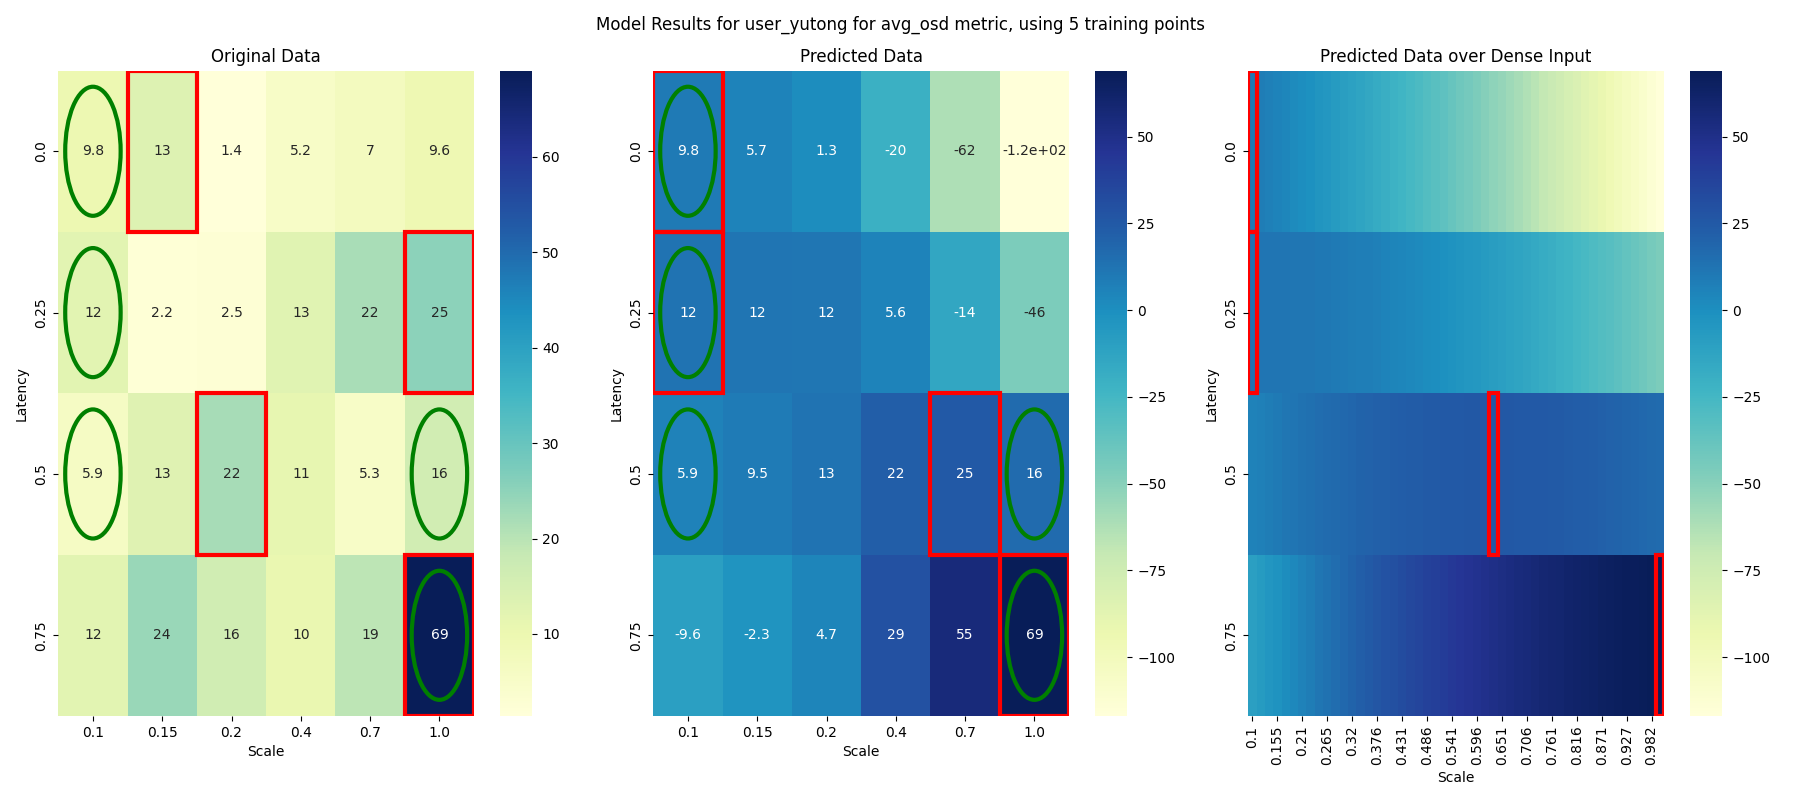 Model Results for user_yutong for avg_osd metric, using 5 training points
Original Data
Latency
0.0 9.8 13 1.4 5.2 7 9.6
0.25 12 2.2 2.5 13 22 25
0.5 5.9 13 22 11 5.3 16
0.75 12 24 16 10 19 69
0.1 0.15 0.2 0.4 0.7 1.0
Scale
60
50
40
30
20
10
Predicted Data
Latency
0.0 9.8 5.7 1.3 -20 -62 -1.2e+02
0.25 12 12 12 5.6 -14 -46
0.5 5.9 9.5 13 22 25 16
0.75 -9.6 -2.3 4.7 29 55 69
0.1 0.15 0.2 0.4 0.7 1.0
Scale
50
25
0
−25
−50
−75
−100
Predicted Data over Dense Input
Latency
0.0
0.25
0.5
0.75
0.1 0.155 0.21 0.265 0.32 0.376 0.431 0.486 0.541 0.596 0.651 0.706 0.761 0.816 0.871 0.927 0.982
Scale
50
25
0
−25
−50
−75
−100